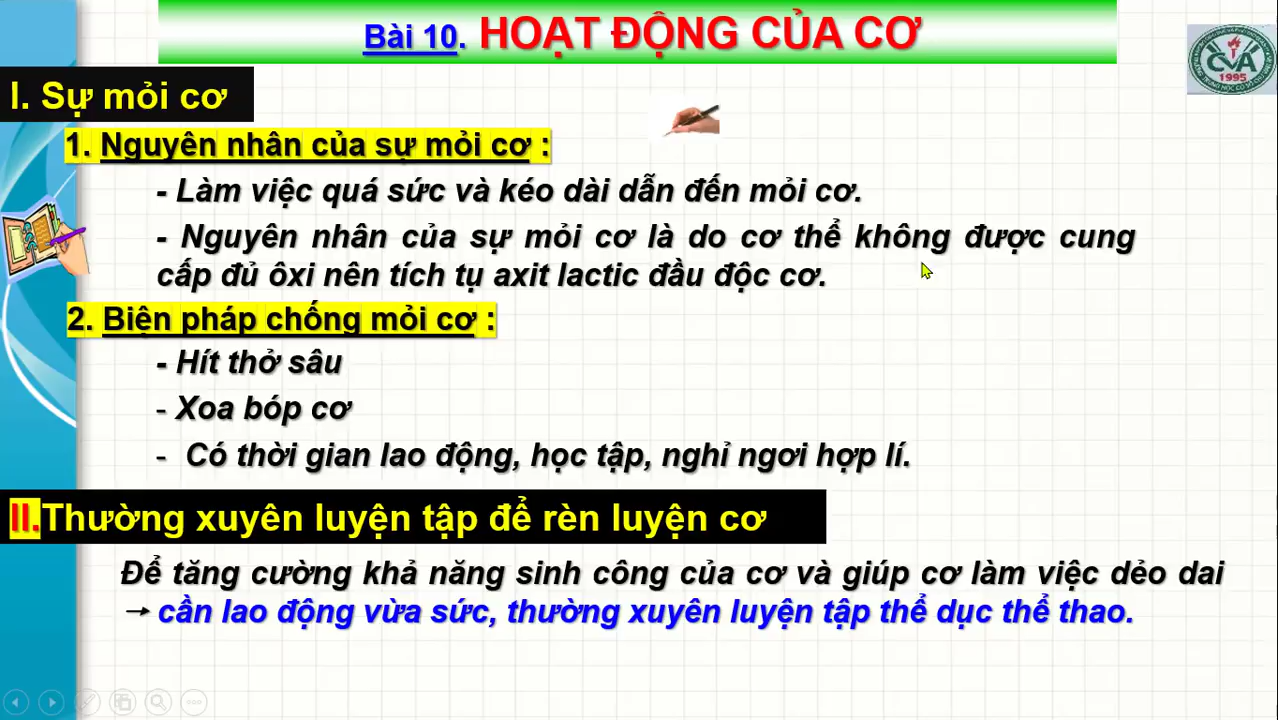 Bài 10. HOẠT ĐỘNG CỦA CƠ
CVA
1995
I. Sự mỏi cơ
1. Nguyên nhân của sự mỏi cơ :
- Làm việc quá sức và kéo dài dẫn đến mỏi cơ.
- Nguyên nhân của sự mỏi cơ là do cơ thể không được cung
cấp đủ ôxi nên tích tụ axit lactic đầu độc cơ.
2. Biện pháp chống mỏi cơ :
- Hít thở sâu
- Xoa bóp cơ
- Có thời gian lao động, học tập, nghỉ ngơi hợp lí.
II.Thường xuyên luyện tập để rèn luyện cơ
Để tăng cường khả năng sinh công của cơ và giúp cơ làm việc dẻo dai
→ cần lao động vừa sức, thường xuyên luyện tập thể dục thể thao.